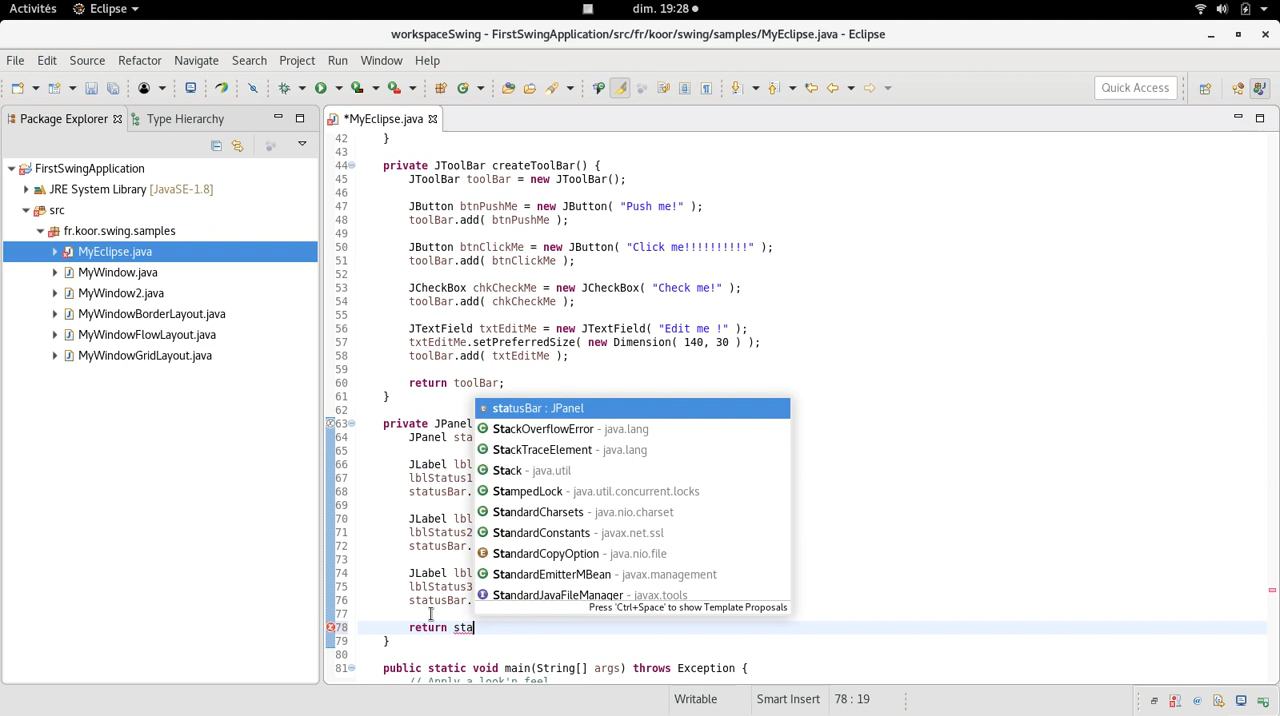 Activités Eclipse dim. 19:28
workspaceSwing - FirstSwingApplication/src/fr/koor/swing/samples/MyEclipse.java - Eclipse
File Edit Source Refactor Navigate Search Project Run Window Help
Quick Access
Package Explorer Type Hierarchy
*MyEclipse.java
FirstSwingApplication
JRE System Library [JavaSE-1.8]
src
fr.koor.swing.samples
MyEclipse.java
MyWindow.java
MyWindow2.java
MyWindowBorderLayout.java
MyWindowFlowLayout.java
MyWindowGridLayout.java
42 }
43
44 private JToolBar createToolBar() {
45 JToolBar toolBar = new JToolBar();
46
47 JButton btnPushMe = new JButton( "Push me!" );
48 toolBar.add( btnPushMe );
49
50 JButton btnClickMe = new JButton( "Click me!!!!!!!!!!" );
51 toolBar.add( btnClickMe );
52
53 JCheckBox chkCheckMe = new JCheckBox( "Check me!" );
54 toolBar.add( chkCheckMe );
55
56 JTextField txtEditMe = new JTextField( "Edit me !" );
57 txtEditMe.setPreferredSize( new Dimension( 140, 30 ) );
58 toolBar.add( txtEditMe );
59
60 return toolBar;
61 }
62
63 private JPanel
64 JPanel sta
65
66 JLabel lbl
67 lblStatus1
68 statusBar.
69
70 JLabel lbl
71 lblStatus2
72 statusBar.
73
74 JLabel lbl
75 lblStatus3
76 statusBar.
77
78 return sta
79 }
80
81 public static void main(String[] args) throws Exception {
// Apply a look'n feel
statusBar : JPanel
StackOverflowError - java.lang
StackTraceElement - java.lang
Stack - java.util
StampedLock - java.util.concurrent.locks
StandardCharsets - java.nio.charset
StandardConstants - javax.net.ssl
StandardCopyOption - java.nio.file
StandardEmitterMBean - javax.management
StandardJavaFileManager - javax.tools
Press 'Ctrl+Space' to show Template Proposals
Writable Smart Insert 78 : 19